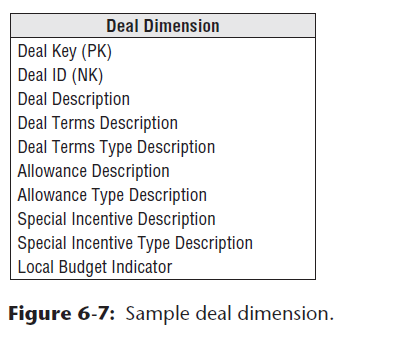 Deal Dimension
Deal Key (PK)
Deal ID (NK)
Deal Description
Deal Terms Description
Deal Terms Type Description
Allowance Description
Allowance Type Description
Special Incentive Description
Special Incentive Type Description
Local Budget Indicator
Figure 6-7: Sample deal dimension.